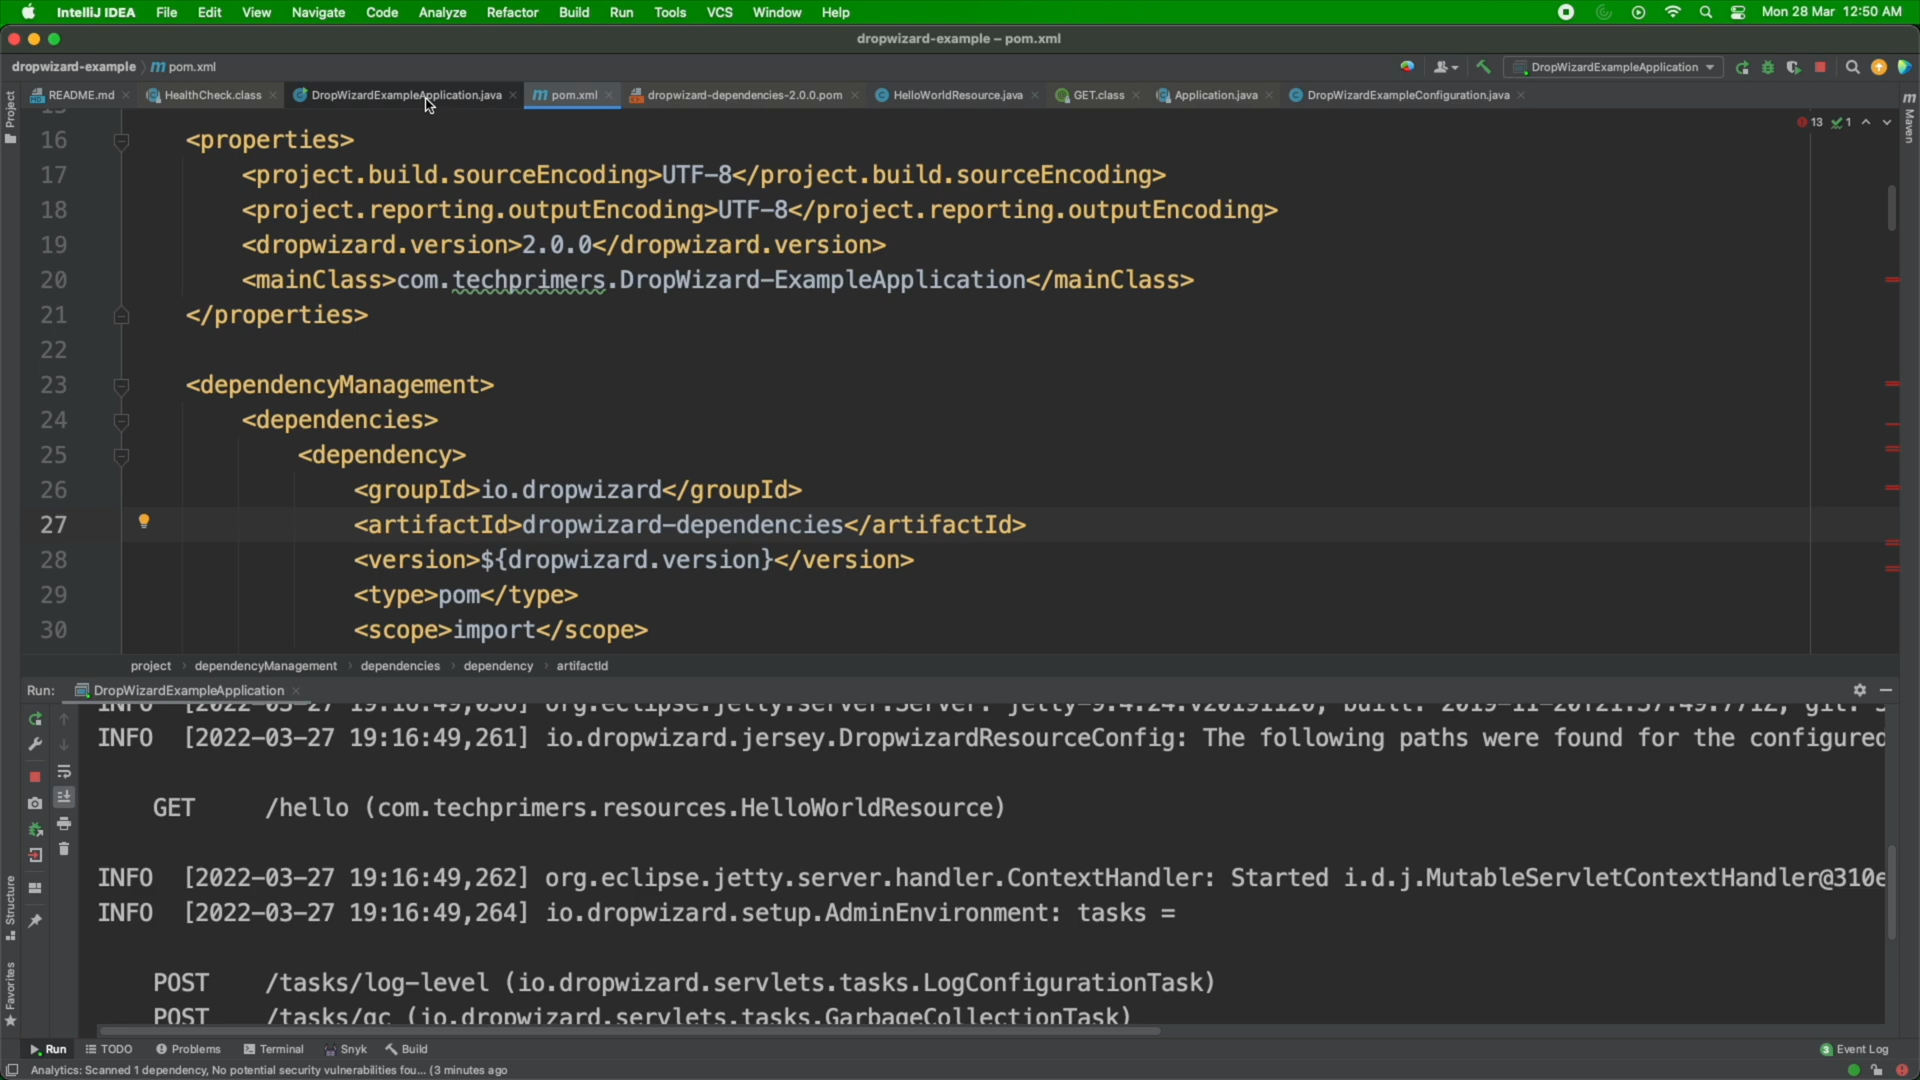 IntelliJ IDEA File Edit View Navigate Code Analyze Refactor Build Run Tools VCS Window Help Mon 28 Mar 12:50 AM
dropwizard-example – pom.xml
dropwizard-example pom.xml DropWizardExampleApplication
README.md HealthCheck.class DropWizardExampleApplication.java pom.xml dropwizard-dependencies-2.0.0.pom HelloWorldResource.java GET.class Application.java DropWizardExampleConfiguration.java
Project
Maven
13 1
16 <properties>
17 <project.build.sourceEncoding>UTF-8</project.build.sourceEncoding>
18 <project.reporting.outputEncoding>UTF-8</project.reporting.outputEncoding>
19 <dropwizard.version>2.0.0</dropwizard.version>
20 <mainClass>com.techprimers.DropWizard-ExampleApplication</mainClass>
21 </properties>
22
23 <dependencyManagement>
24 <dependencies>
25 <dependency>
26 <groupId>io.dropwizard</groupId>
27 <artifactId>dropwizard-dependencies</artifactId>
28 <version>${dropwizard.version}</version>
29 <type>pom</type>
30 <scope>import</scope>
project dependencyManagement dependencies dependency artifactId
Run: DropWizardExampleApplication
INFO [2022-03-27 19:16:49,261] io.dropwizard.jersey.DropwizardResourceConfig: The following paths were found for the configured
GET /hello (com.techprimers.resources.HelloWorldResource)
INFO [2022-03-27 19:16:49,262] org.eclipse.jetty.server.handler.ContextHandler: Started i.d.j.MutableServletContextHandler@310e
INFO [2022-03-27 19:16:49,264] io.dropwizard.setup.AdminEnvironment: tasks =
POST /tasks/log-level (io.dropwizard.servlets.tasks.LogConfigurationTask)
POST /tasks/gc (io.dropwizard.servlets.tasks.GarbageCollectionTask)
Structure
Favorites
Run TODO Problems Terminal Snyk Build 3 Event Log
Analytics: Scanned 1 dependency, No potential security vulnerabilities fou... (3 minutes ago